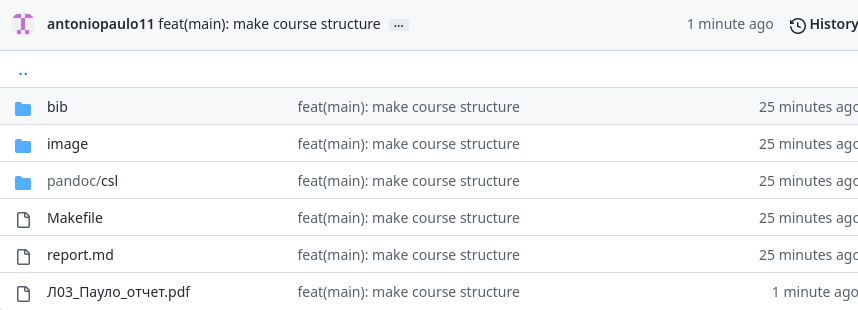 antoniopaulo11 feat(main): make course structure ... 1 minute ago History
..
bib feat(main): make course structure 25 minutes ago
image feat(main): make course structure 25 minutes ago
pandoc/csl feat(main): make course structure 25 minutes ago
Makefile feat(main): make course structure 25 minutes ago
report.md feat(main): make course structure 25 minutes ago
Л03_Пауло_отчет.pdf feat(main): make course structure 1 minute ago